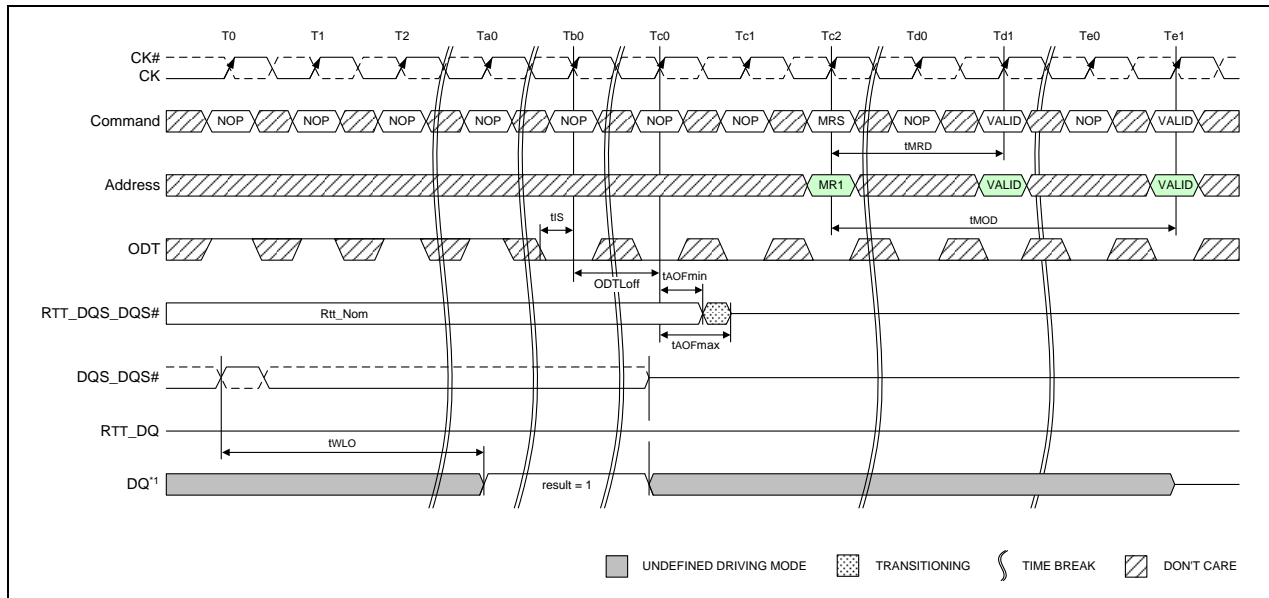 T0 T1 T2 Ta0 Tb0 Tc0 Tc1 Tc2 Td0 Td1 Te0 Te1
CK#
CK
Command NOP NOP NOP NOP NOP NOP NOP MRS NOP VALID NOP VALID
tMRD
Address MR1 VALID VALID
tIS tMOD
ODT
ODTLoff tAOFmin
RTT_DQS_DQS# Rtt_Nom
tAOFmax
DQS_DQS#
RTT_DQ
tWLO
DQ*1 result = 1
UNDEFINED DRIVING MODE TRANSITIONING TIME BREAK DON'T CARE